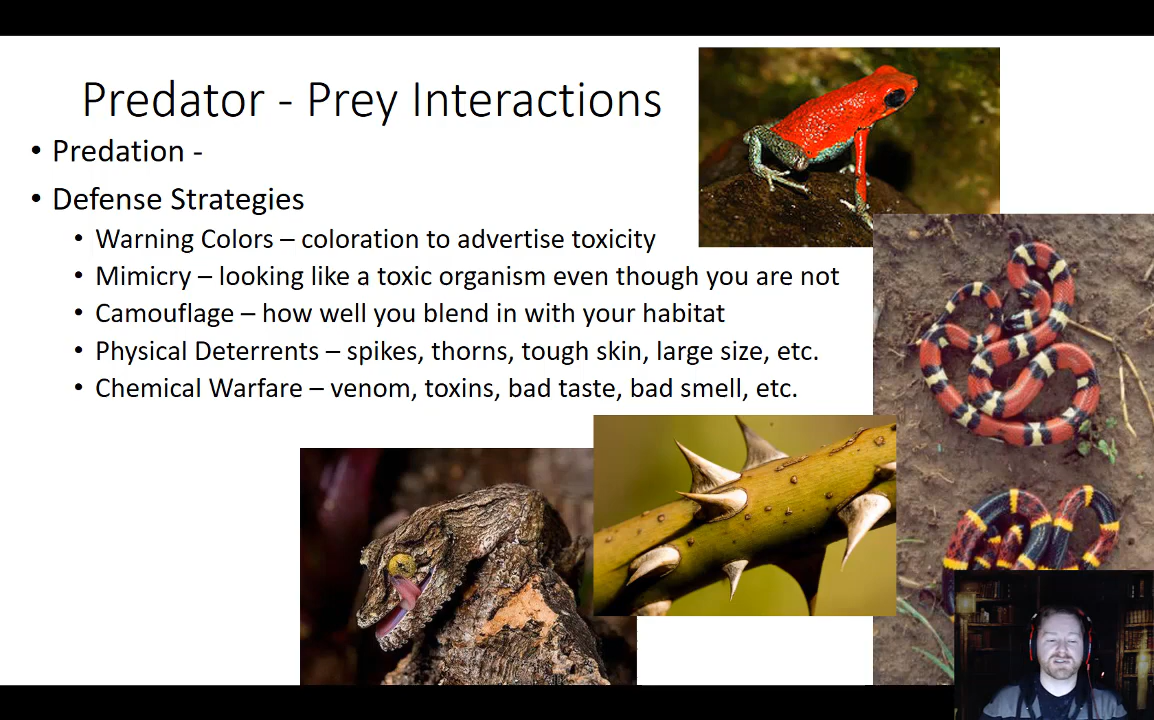 Predator - Prey Interactions
• Predation -
• Defense Strategies
• Warning Colors – coloration to advertise toxicity
• Mimicry – looking like a toxic organism even though you are not
• Camouflage – how well you blend in with your habitat
• Physical Deterrents – spikes, thorns, tough skin, large size, etc.
• Chemical Warfare – venom, toxins, bad taste, bad smell, etc.